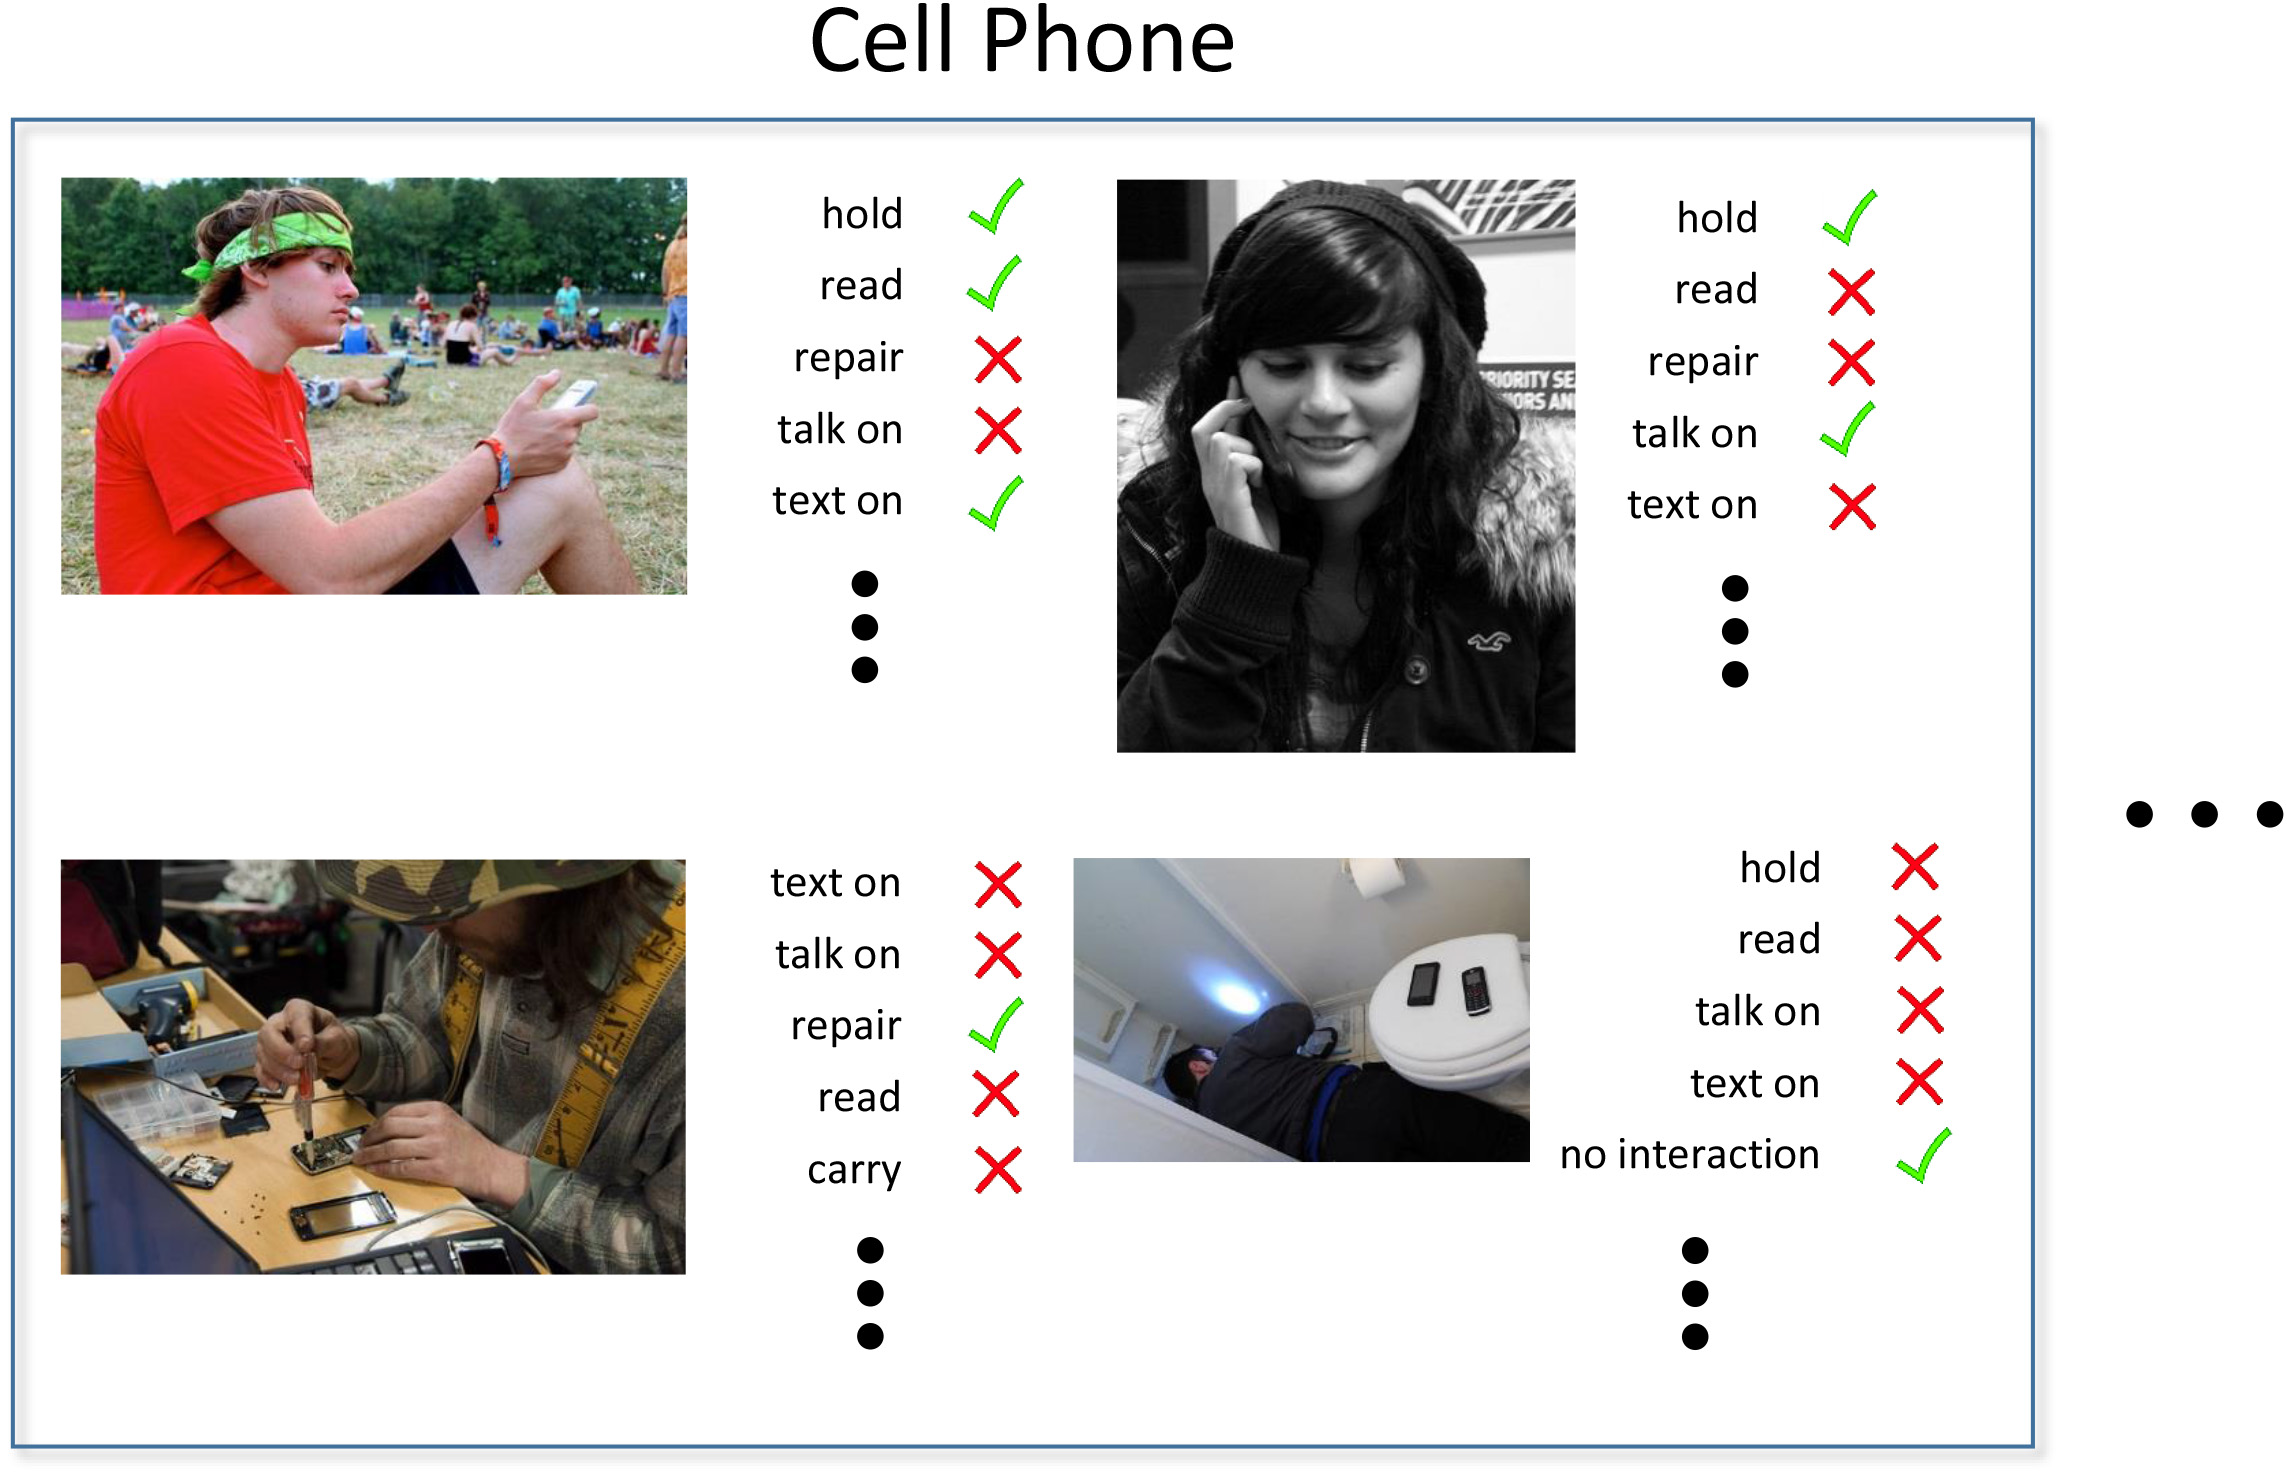 Cell Phone
hold
read
repair
talk on
text on
PRIORITY SE
IORS AN
hold
read
repair
talk on
text on
text on
talk on
repair
read
carry
hold
read
talk on
text on
no interaction